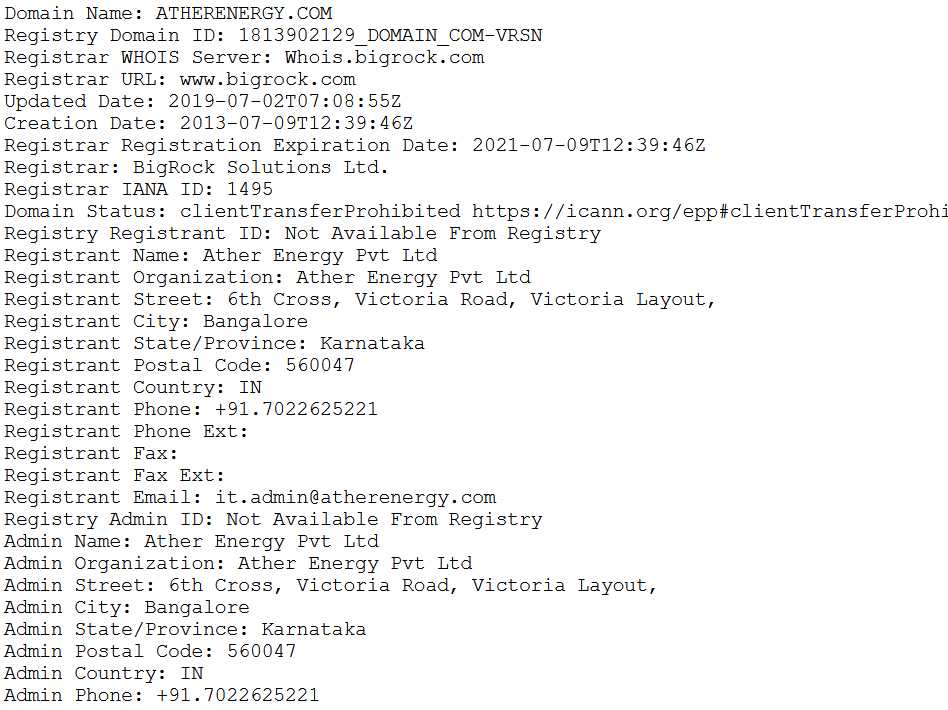 Domain Name: ATHERENERGY.COM
Registry Domain ID: 1813902129_DOMAIN_COM-VRSN
Registrar WHOIS Server: Whois.bigrock.com
Registrar URL: www.bigrock.com
Updated Date: 2019-07-02T07:08:55Z
Creation Date: 2013-07-09T12:39:46Z
Registrar Registration Expiration Date: 2021-07-09T12:39:46Z
Registrar: BigRock Solutions Ltd.
Registrar IANA ID: 1495
Domain Status: clientTransferProhibited https://icann.org/epp#clientTransferProhi
Registry Registrant ID: Not Available From Registry
Registrant Name: Ather Energy Pvt Ltd
Registrant Organization: Ather Energy Pvt Ltd
Registrant Street: 6th Cross, Victoria Road, Victoria Layout,
Registrant City: Bangalore
Registrant State/Province: Karnataka
Registrant Postal Code: 560047
Registrant Country: IN
Registrant Phone: +91.7022625221
Registrant Phone Ext:
Registrant Fax:
Registrant Fax Ext:
Registrant Email: it.admin@atherenergy.com
Registry Admin ID: Not Available From Registry
Admin Name: Ather Energy Pvt Ltd
Admin Organization: Ather Energy Pvt Ltd
Admin Street: 6th Cross, Victoria Road, Victoria Layout,
Admin City: Bangalore
Admin State/Province: Karnataka
Admin Postal Code: 560047
Admin Country: IN
Admin Phone: +91.7022625221